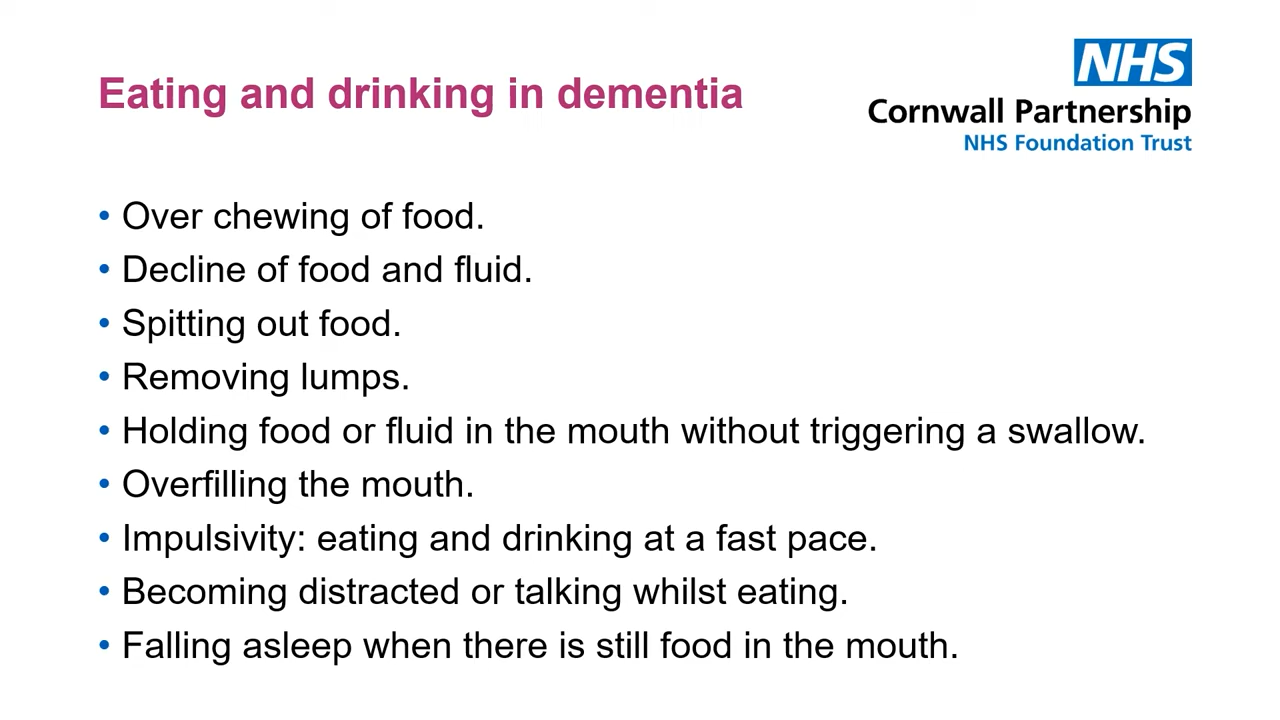 Eating and drinking in dementia
NHS
Cornwall Partnership
NHS Foundation Trust
• Over chewing of food.
• Decline of food and fluid.
• Spitting out food.
• Removing lumps.
• Holding food or fluid in the mouth without triggering a swallow.
• Overfilling the mouth.
• Impulsivity: eating and drinking at a fast pace.
• Becoming distracted or talking whilst eating.
• Falling asleep when there is still food in the mouth.